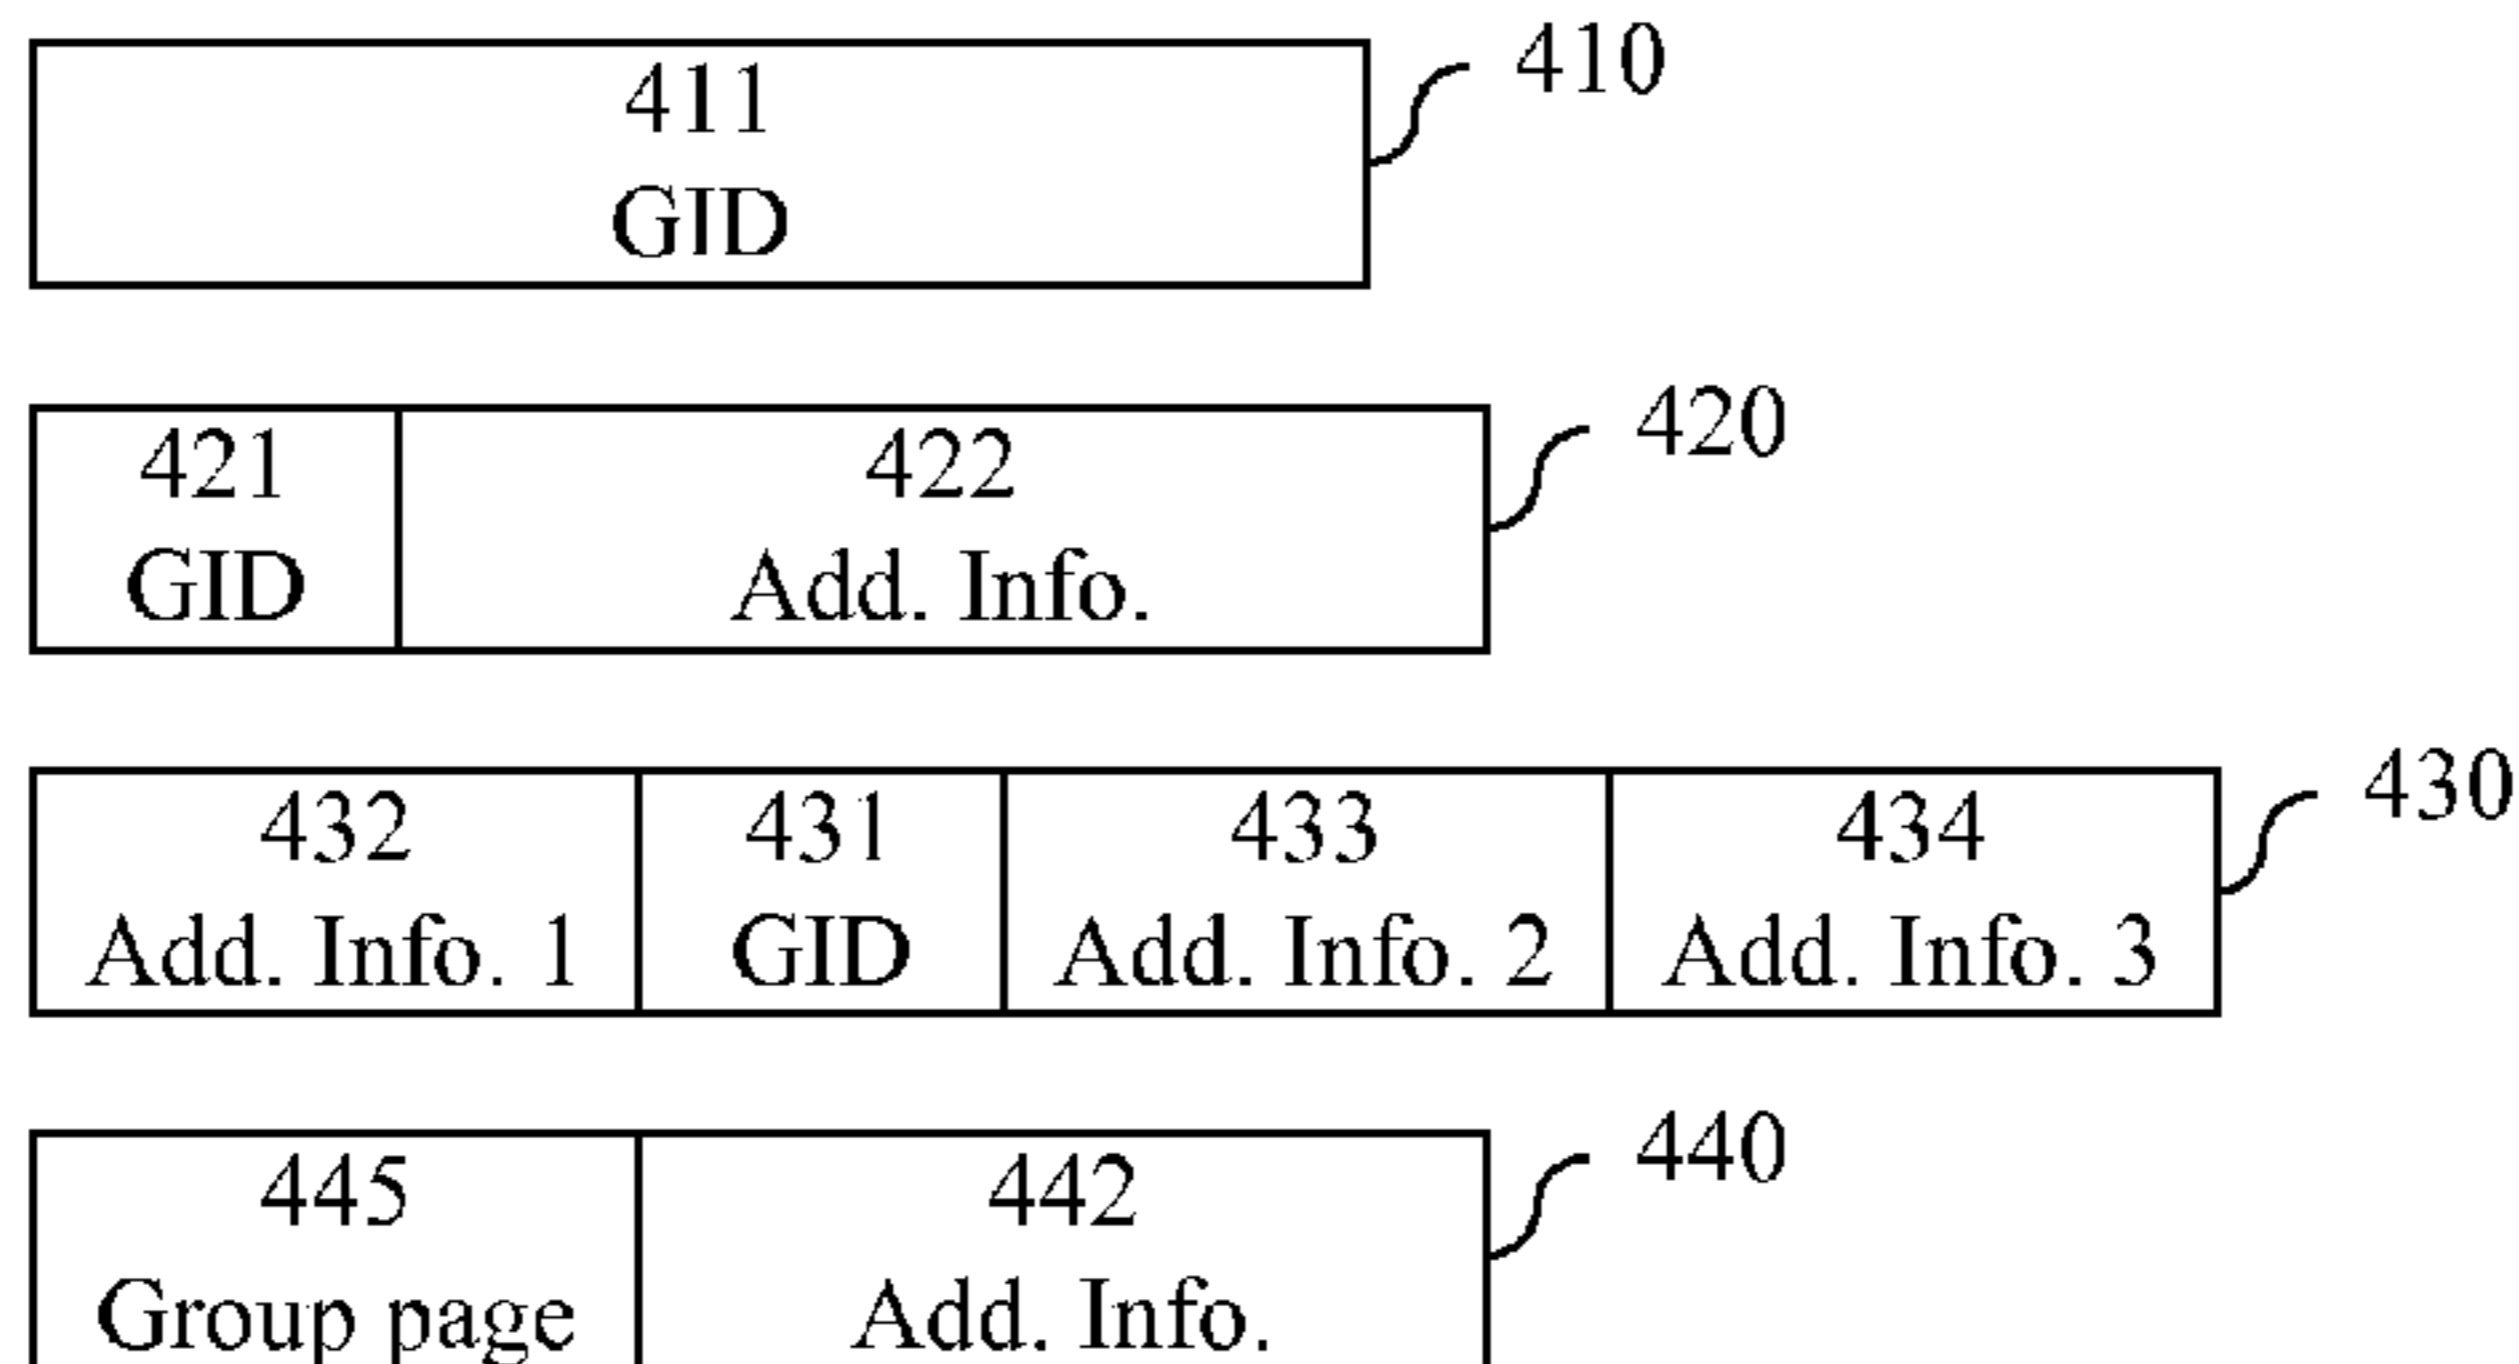 410
411
GID
420
421 422
GID Add. Info.
430
432 431 433 434
Add. Info. 1 GID Add. Info. 2 Add. Info. 3
440
445 442
Group page Add. Info.